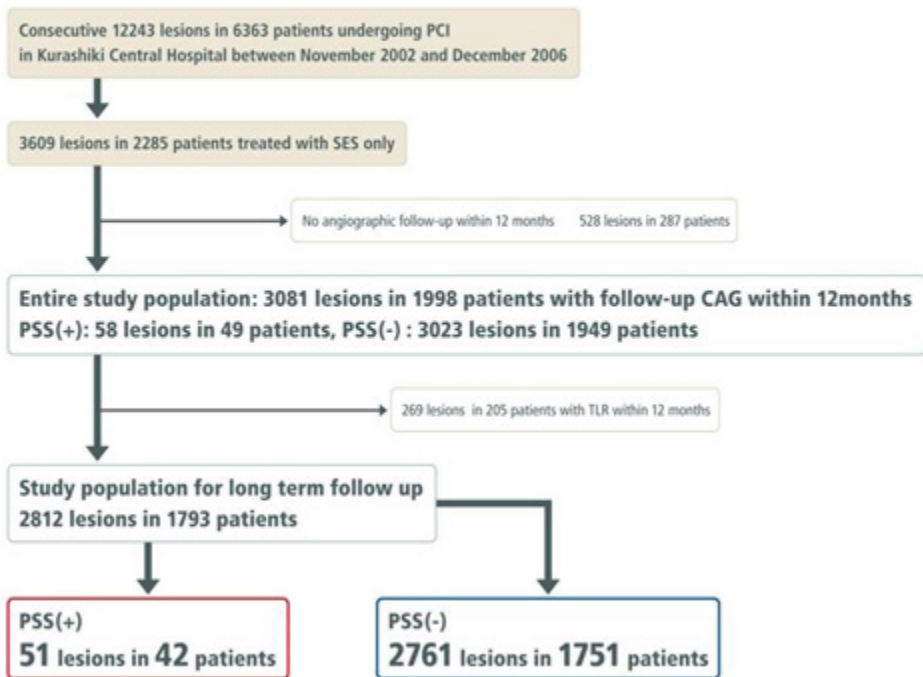 Consecutive 12243 lesions in 6363 patients undergoing PCI
in Kurashiki Central Hospital between November 2002 and December 2006
3609 lesions in 2285 patients treated with SES only
No angiographic follow-up within 12 months 528 lesions in 287 patients
Entire study population: 3081 lesions in 1998 patients with follow-up CAG within 12months
PSS(+): 58 lesions in 49 patients, PSS(-) : 3023 lesions in 1949 patients
269 lesions in 205 patients with TLR within 12 months
Study population for long term follow up
2812 lesions in 1793 patients
PSS(+)
51 lesions in 42 patients
PSS(-)
2761 lesions in 1751 patients